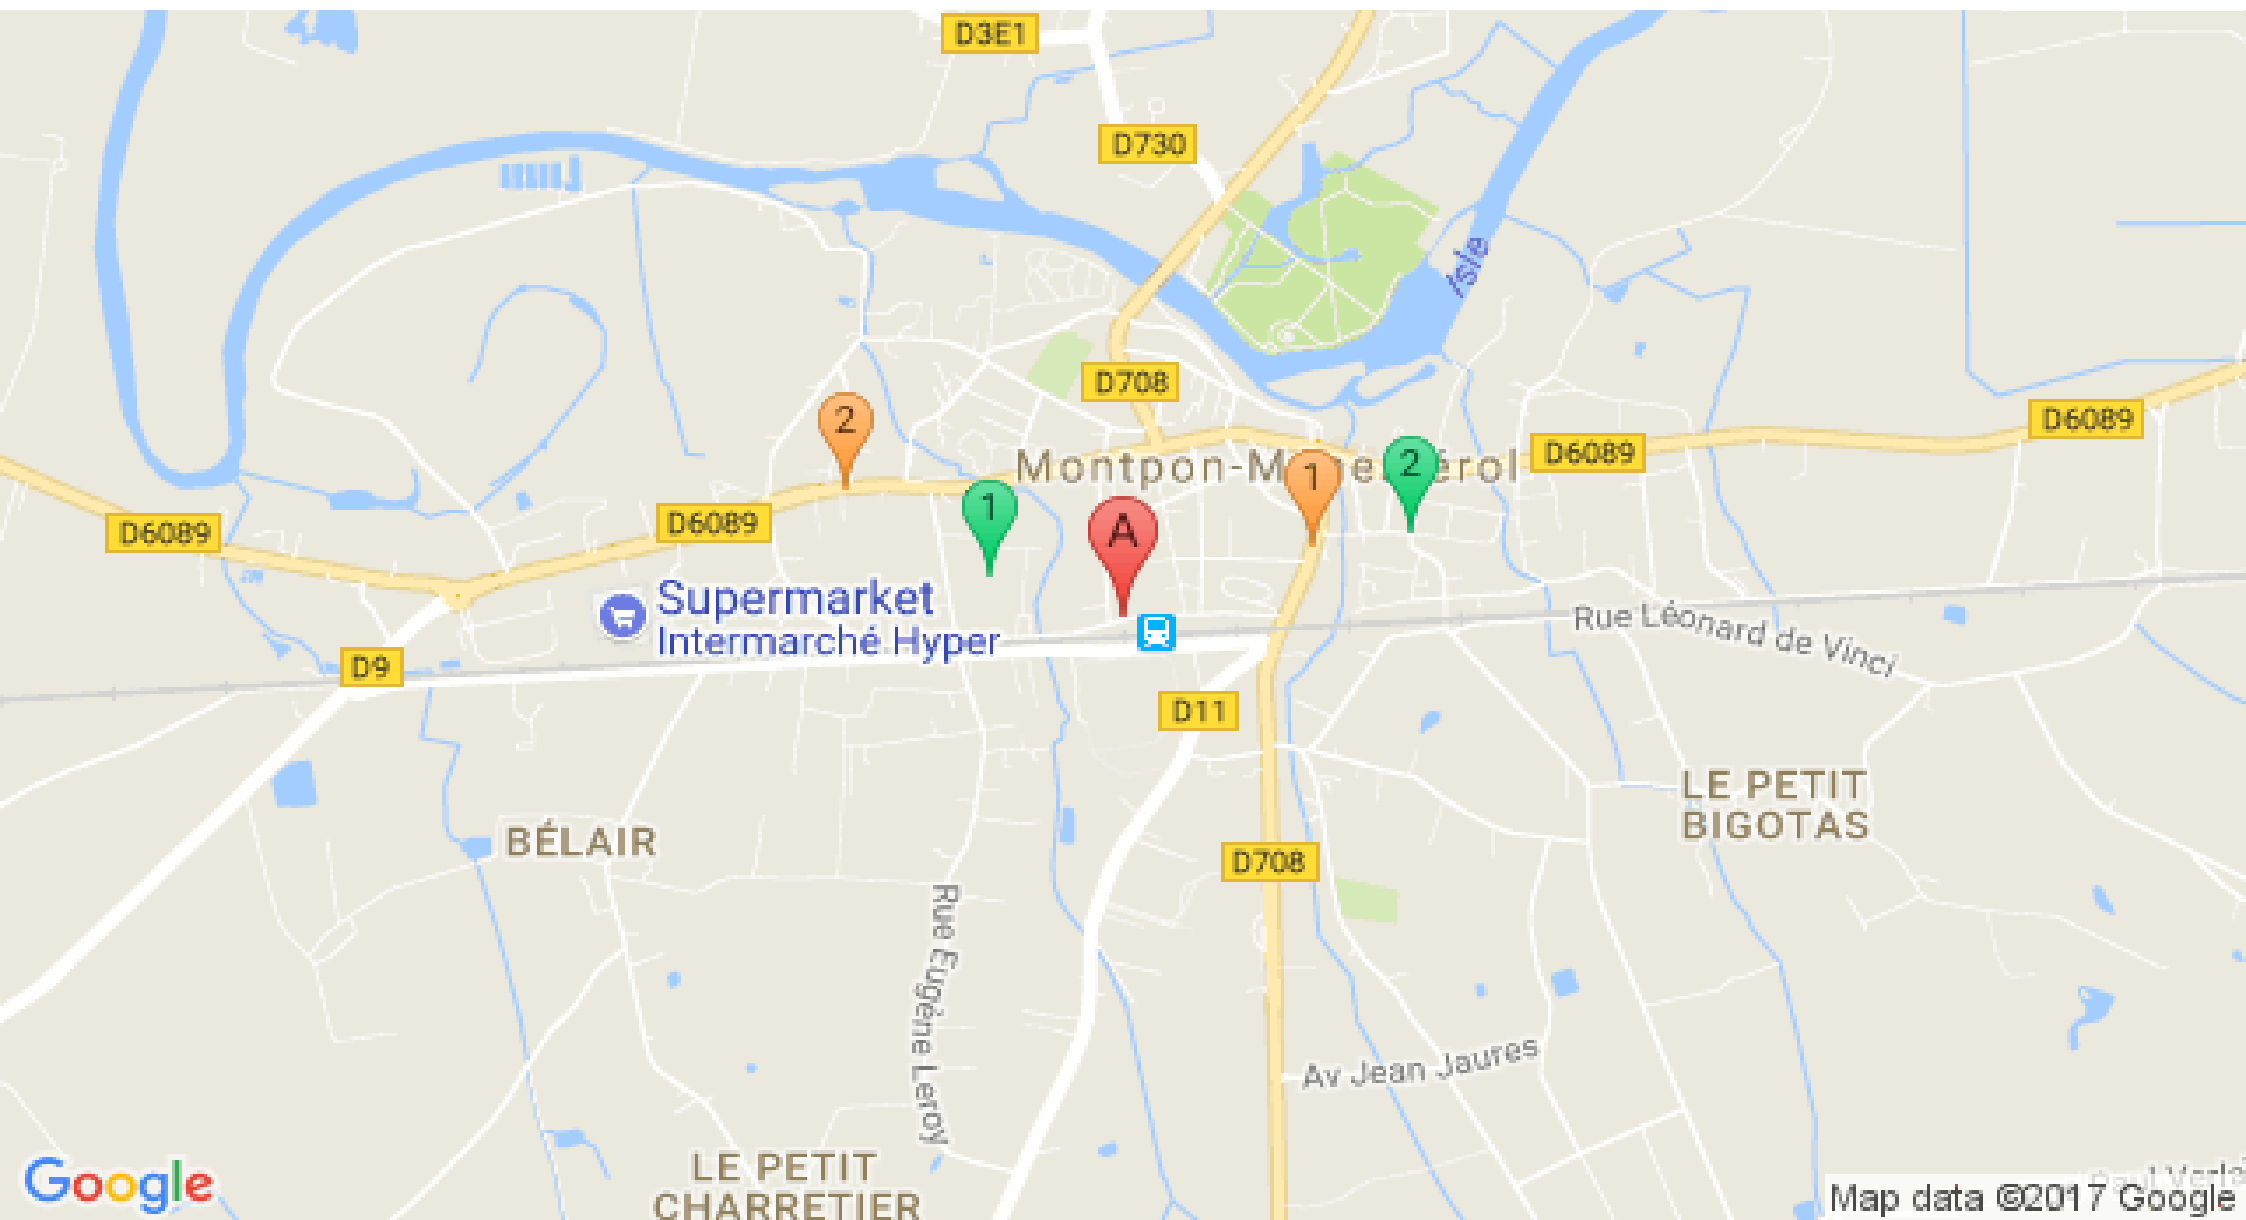 D3E1
D730
Isle
D708
D6089
2
D6089
Montpon-Ménestérol
1
2
1
D6089
D6089
A
Supermarket
Intermarché Hyper
Rue Léonard de Vinci
D9
D11
LE PETIT
BIGOTAS
BÉLAIR
D708
Rue Eugène Leroy
Av Jean Jaures
LE PETIT
CHARRETIER
Google
Map data ©2017 Google